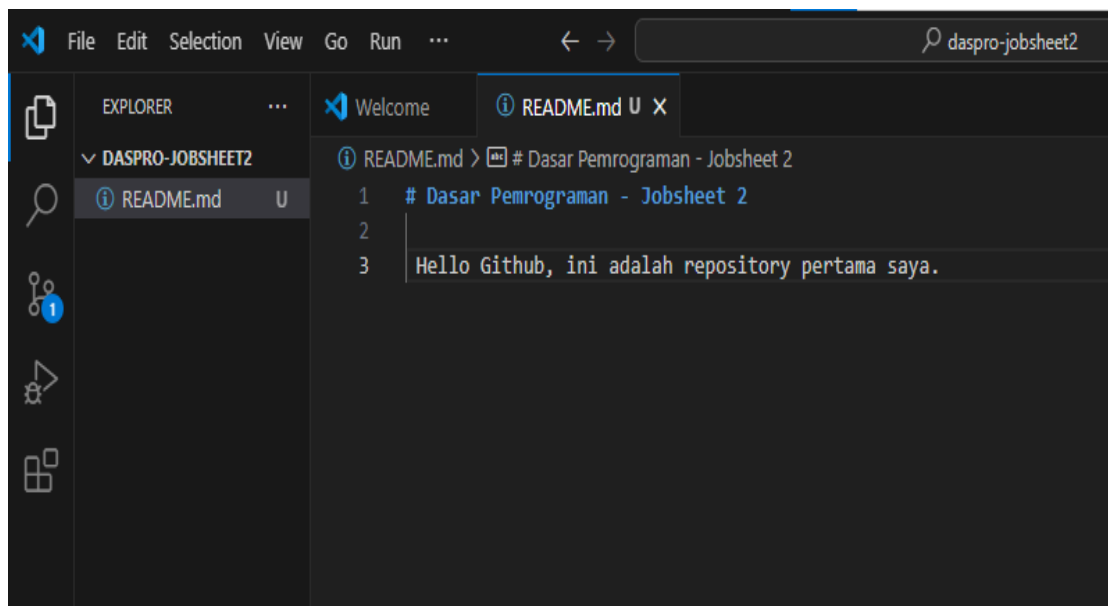 File Edit Selection View Go Run ... daspro-jobsheet2
EXPLORER ...
Welcome
README.md U
DASPRO-JOBSHEET2
README.md U
1
README.md > # Dasar Pemrograman - Jobsheet 2
1 # Dasar Pemrograman - Jobsheet 2
2
3 Hello Github, ini adalah repository pertama saya.